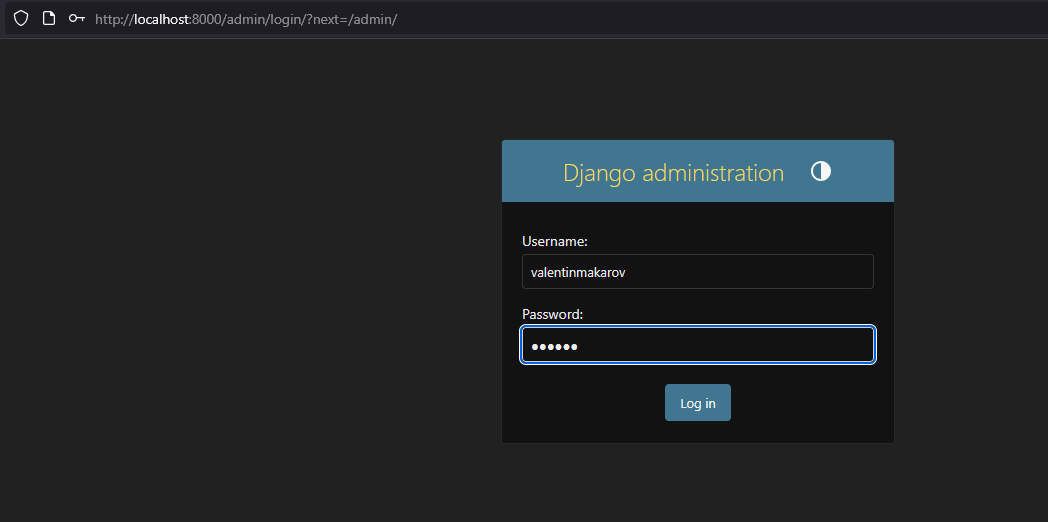 http://localhost:8000/admin/login/?next=/admin/
Django administration
Username:
valentinmakarov
Password:
••••••
Log in